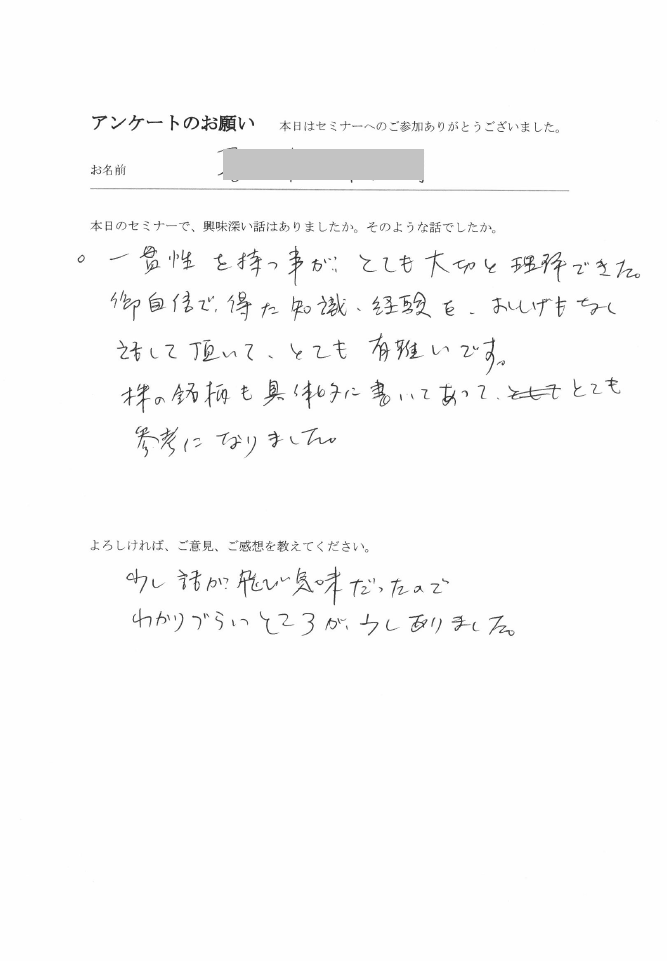 アンケートのお願い 本日はセミナーへのご参加ありがとうございました。
お名前
本日のセミナーで、興味深い話はありましたか。そのような話でしたか。
○ 一貫性を持つ事が、とても大切と理解できた。
御自信で、得た知識、経験を、おしげもなく
話して頂いて、とても有難いです。
株の銘柄も具体的に書いてあって、とても
参考になりました。
よろしければ、ご意見、ご感想を教えてください。
少し話が飛び気味だったので
わかりづらいところが、少しありました。